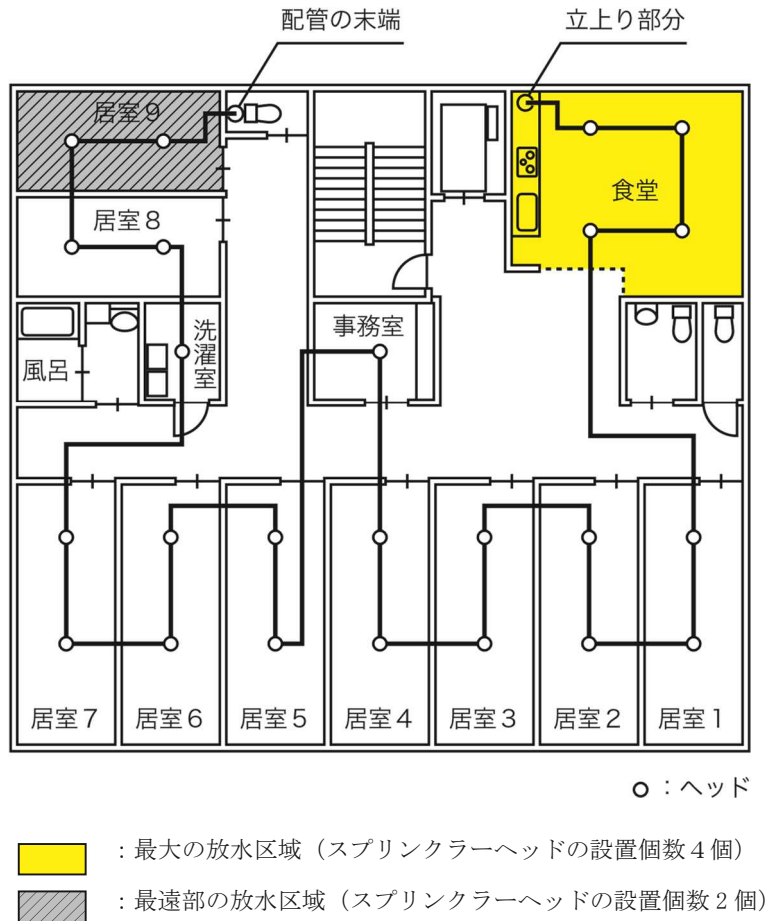 配管の末端
立上り部分
居室９
食堂
居室８
洗濯室
事務室
風呂
居室７
居室６
居室５
居室４
居室３
居室２
居室１
：ヘッド
：最大の放水区域（スプリンクラーヘッドの設置個数４個）
：最遠部の放水区域（スプリンクラーヘッドの設置個数２個）